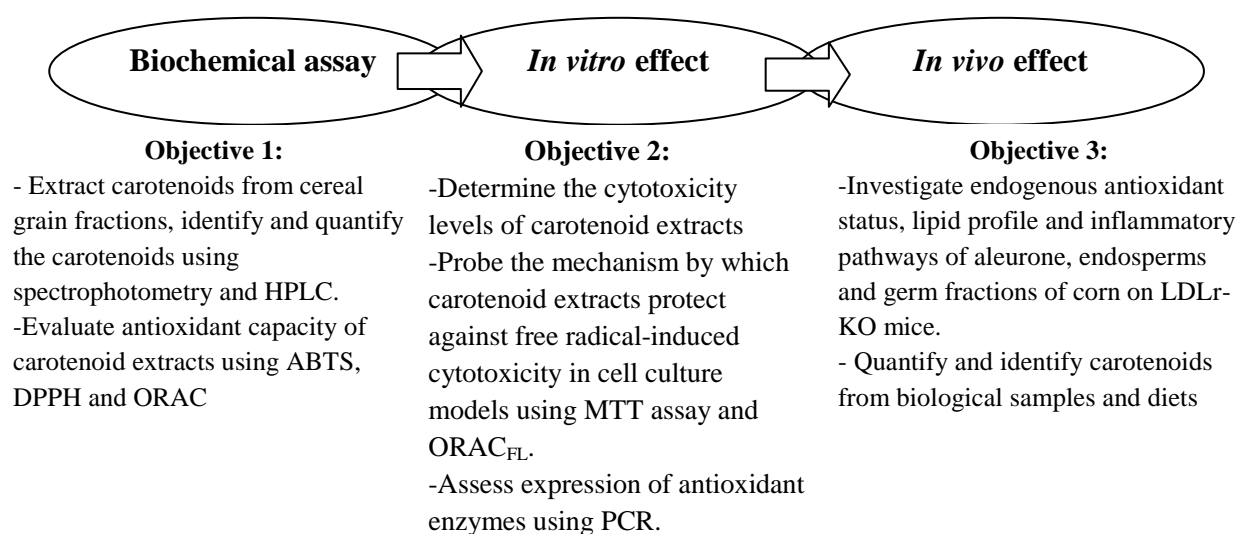 Biochemical assay
In vitro effect
In vivo effect
Objective 1:
- Extract carotenoids from cereal
grain fractions, identify and quantify
the carotenoids using
spectrophotometry and HPLC.
-Evaluate antioxidant capacity of
carotenoid extracts using ABTS,
DPPH and ORAC
Objective 2:
-Determine the cytotoxicity
levels of carotenoid extracts
-Probe the mechanism by which
carotenoid extracts protect
against free radical-induced
cytotoxicity in cell culture
models using MTT assay and
ORACFL.
-Assess expression of antioxidant
enzymes using PCR.
Objective 3:
-Investigate endogenous antioxidant
status, lipid profile and inflammatory
pathways of aleurone, endosperms
and germ fractions of corn on LDLr-
KO mice.
- Quantify and identify carotenoids
from biological samples and diets